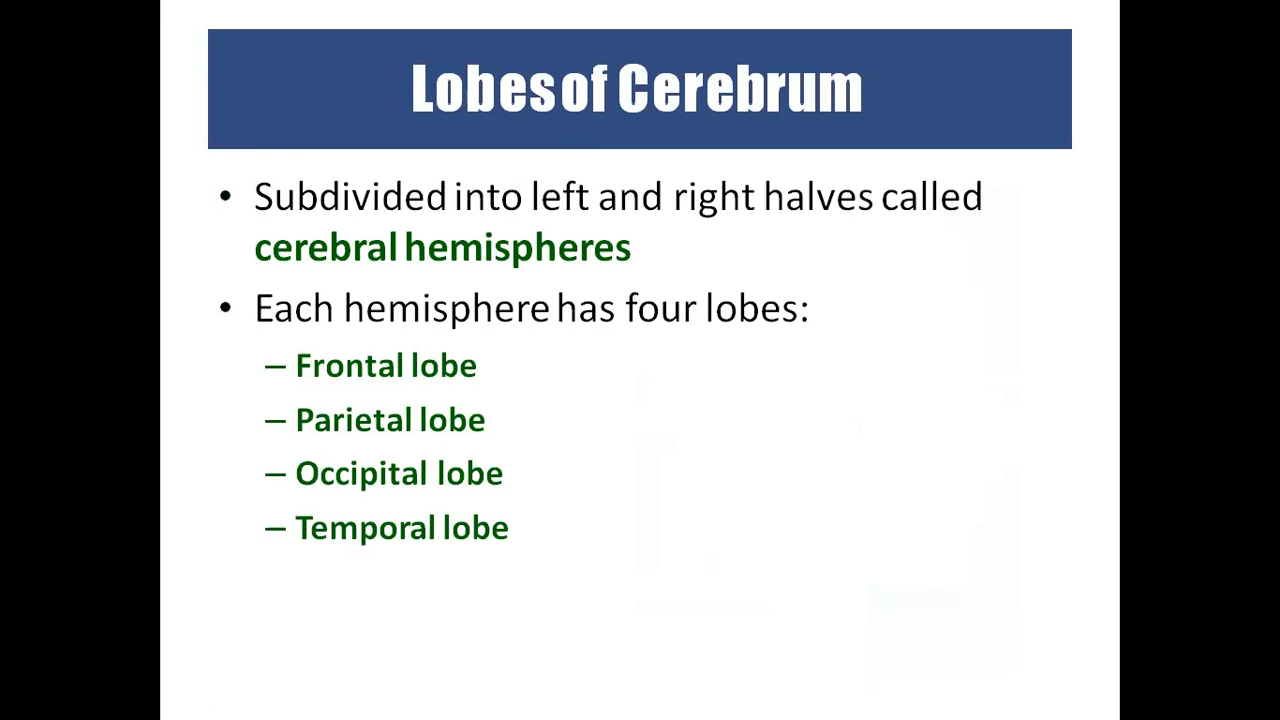 Lobes of Cerebrum
• Subdivided into left and right halves called
cerebral hemispheres
• Each hemisphere has four lobes:
– Frontal lobe
– Parietal lobe
– Occipital lobe
– Temporal lobe